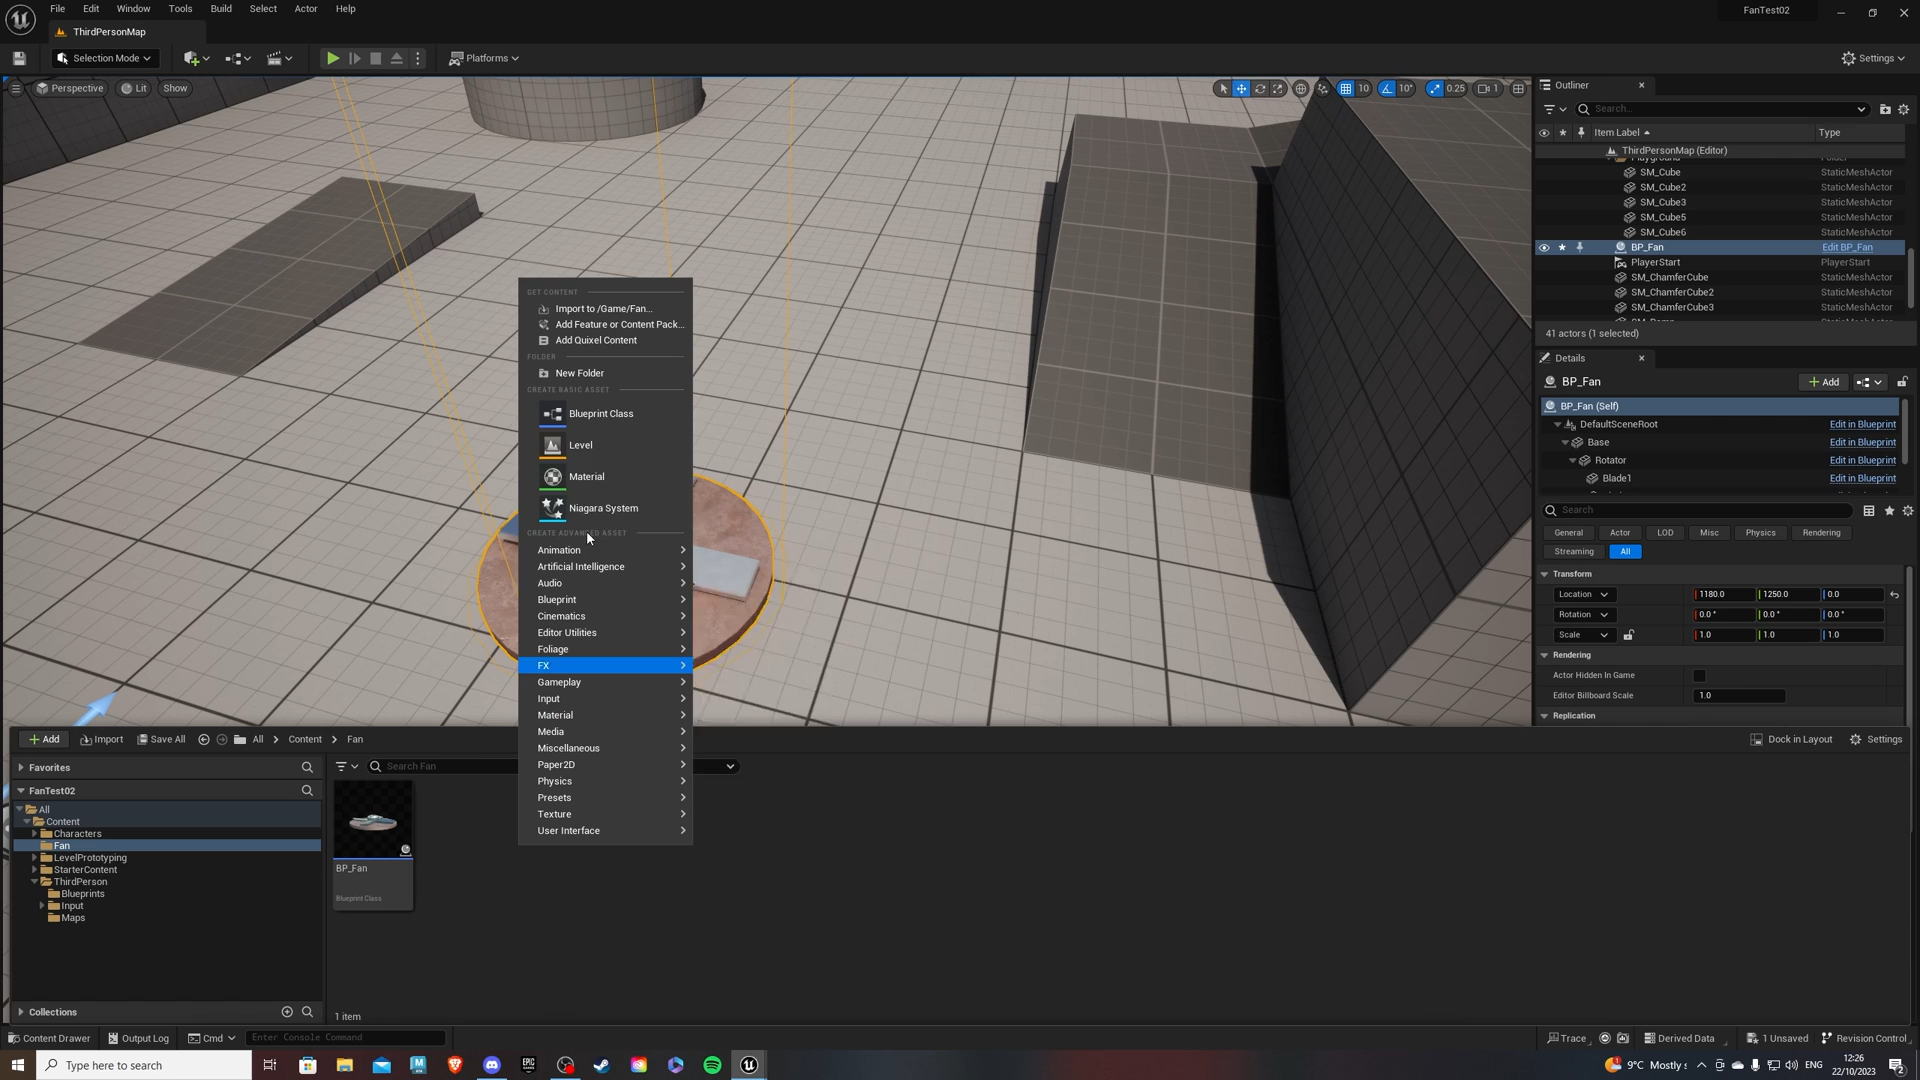 File Edit Window Tools Build Select Actor Help
FanTest02
ThirdPersonMap
Selection Mode
Platforms
Settings
Perspective Lit Show
10 10° 0.25 1
Outliner
Search...
Item Label Type
ThirdPersonMap (Editor)
Playground Folder
SM_Cube StaticMeshActor
SM_Cube2 StaticMeshActor
SM_Cube3 StaticMeshActor
SM_Cube5 StaticMeshActor
SM_Cube6 StaticMeshActor
BP_Fan Edit BP_Fan
PlayerStart PlayerStart
SM_ChamferCube StaticMeshActor
SM_ChamferCube2 StaticMeshActor
SM_ChamferCube3 StaticMeshActor
41 actors (1 selected)
Details
BP_Fan
Add
BP_Fan (Self)
DefaultSceneRoot Edit in Blueprint
Base Edit in Blueprint
Rotator Edit in Blueprint
Blade1 Edit in Blueprint
Search
General Actor LOD Misc Physics Rendering
Streaming All
Transform
Location 1180.0 1250.0 0.0
Rotation 0.0 ° 0.0 ° 0.0 °
Scale 1.0 1.0 1.0
Rendering
Actor Hidden In Game
Editor Billboard Scale 1.0
Replication
GET CONTENT
Import to /Game/Fan...
Add Feature or Content Pack...
Add Quixel Content
FOLDER
New Folder
CREATE BASIC ASSET
Blueprint Class
Level
Material
Niagara System
CREATE ADVANCED ASSET
Animation
Artificial Intelligence
Audio
Blueprint
Cinematics
Editor Utilities
Foliage
FX
Gameplay
Input
Material
Media
Miscellaneous
Paper2D
Physics
Presets
Texture
User Interface
Add Import Save All All Content Fan
Dock in Layout Settings
Favorites
Search Fan
FanTest02
All
Content
Characters
Fan
LevelPrototyping
StarterContent
ThirdPerson
Blueprints
Input
Maps
BP_Fan
Blueprint Class
Collections
1 item
Content Drawer Output Log Cmd Enter Console Command
Trace Derived Data 1 Unsaved Revision Control
Type here to search
9°C Mostly s
ENG
12:26
22/10/2023
2